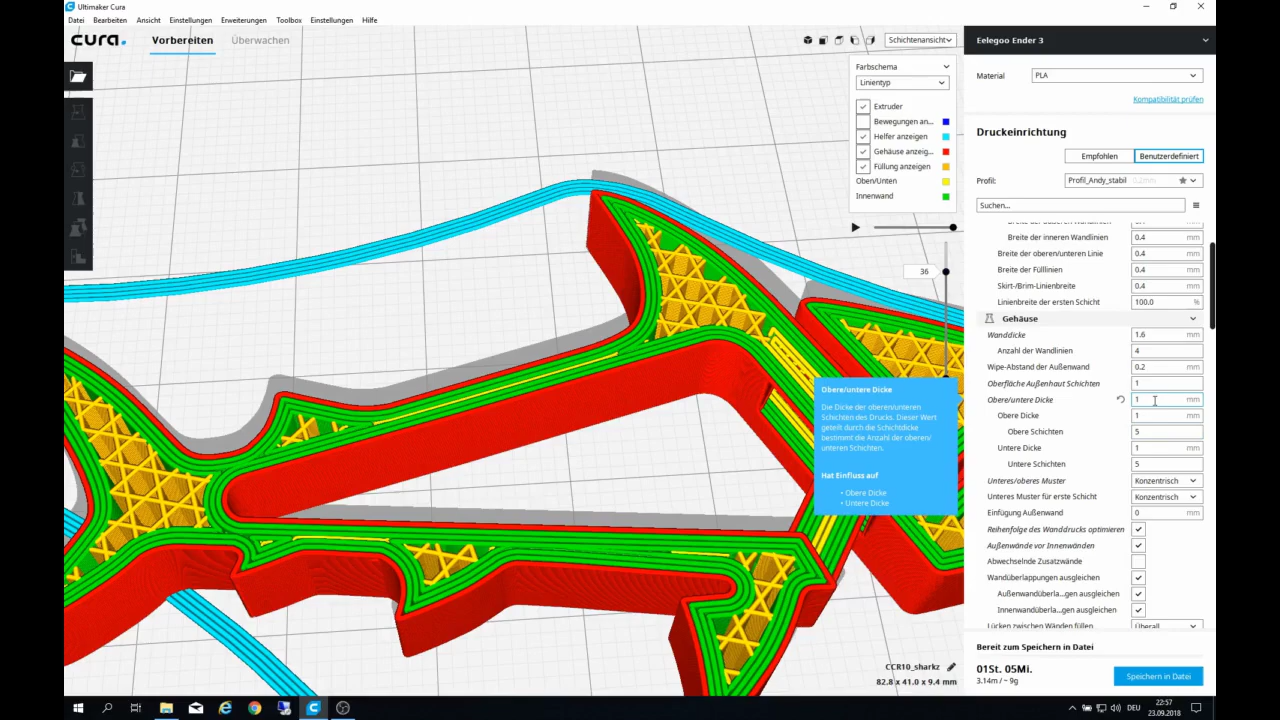 Ultimaker Cura
Datei Bearbeiten Ansicht Einstellungen Erweiterungen Toolbox Einstellungen Hilfe
cura. Vorbereiten Überwachen
Schichtenansicht
Eelegoo Ender 3
Farbschema
Linientyp
Extruder
Bewegungen an...
Helfer anzeigen
Gehäuse anzeig...
Füllung anzeigen
Oben/Unten
Innenwand
36
Material PLA
Kompatibilität prüfen
Druckeinrichtung
Empfohlen Benutzerdefiniert
Profil: Profil_Andy_stabil 0.2mm
Suchen...
Breite der inneren Wandlinien 0.4 mm
Breite der oberen/unteren Linie 0.4 mm
Breite der Fülllinien 0.4 mm
Skirt-/Brim-Linienbreite 0.4 mm
Linienbreite der ersten Schicht 100.0 %
Gehäuse
Wanddicke 1.6 mm
Anzahl der Wandlinien 4
Wipe-Abstand der Außenwand 0.2 mm
Oberfläche Außenhaut Schichten 1
Obere/untere Dicke 1 mm
Obere Dicke 1 mm
Obere Schichten 5
Untere Dicke 1 mm
Untere Schichten 5
Unteres/oberes Muster Konzentrisch
Unteres Muster für erste Schicht Konzentrisch
Einfügung Außenwand 0 mm
Reihenfolge des Wanddrucks optimieren
Außenwände vor Innenwänden
Abwechselnde Zusatzwände
Wandüberlappungen ausgleichen
Außenwandüberla...gen ausgleichen
Innenwandüberla...gen ausgleichen
Lücken zwischen Wänden füllen Überall
Obere/untere Dicke
Die Dicke der oberen/unteren
Schichten des Drucks. Dieser Wert
geteilt durch die Schichtdicke
bestimmt die Anzahl der oberen/
unteren Schichten.
Hat Einfluss auf
• Obere Dicke
• Untere Dicke
CCR10_sharkz
82.8 x 41.0 x 9.4 mm
Bereit zum Speichern in Datei
01St. 05Mi.
3.14m / ~ 9g
Speichern in Datei
DEU
22:57
23.09.2018